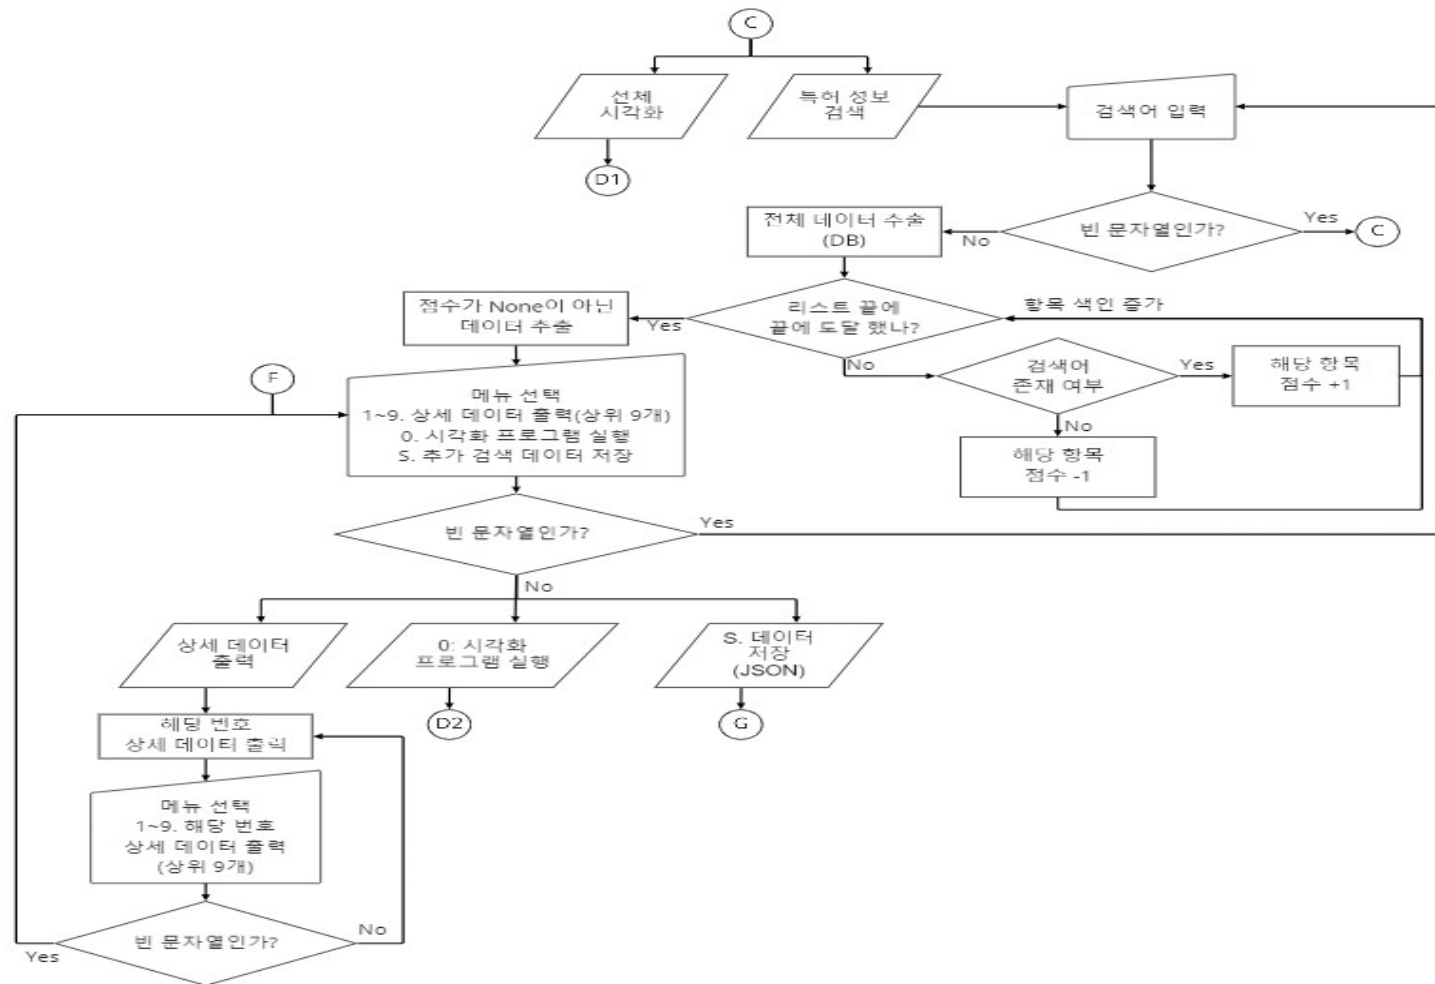 C
선체
시각화
특허 성보
검색
검색어 입력
D1
전체 네이터 수술
(DB)
No
빈 문자열인가?
Yes
C
점수가 None이 아닌
데이터 추출
Yes
리스트 끝에
끝에 도달 했나?
항목 색인 증가
No
검색어
존재 여부
Yes
해당 항목
점수 +1
No
해당 항목
점수 -1
F
메뉴 선택
1~9. 상세 데이터 출력(상위 9개)
0. 시각화 프로그램 실행
S. 추가 검색 데이터 저장
빈 문자열인가?
Yes
No
상세 데이터
출력
0: 시각화
프로그램 실행
S. 데이터
저장
(JSON)
D2
G
해당 번호
상세 데이터 출력
메뉴 선택
1~9. 해당 번호
상세 데이터 출력
(상위 9개)
빈 문자열인가?
No
Yes